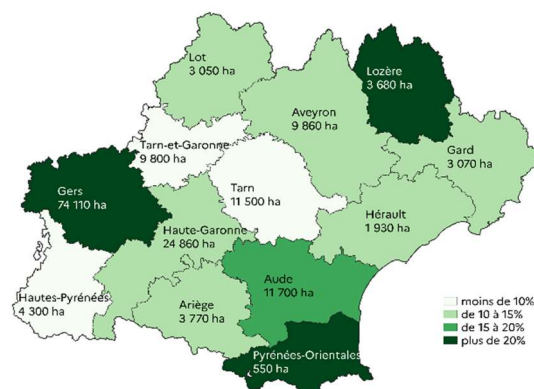 Lot
3 050 ha
Lozère
3 680 ha
Aveyron
9 860 ha
Tarn-et-Garonne
9 800 ha
Gard
3 070 ha
Gers
74 110 ha
Tarn
11 500 ha
Hérault
1 930 ha
Haute-Garonne
24 860 ha
Aude
11 700 ha
Hautes-Pyrénées
4 300 ha
Ariège
3 770 ha
Pyrénées-Orientales
550 ha
moins de 10%
de 10 à 15%
de 15 à 20%
plus de 20%